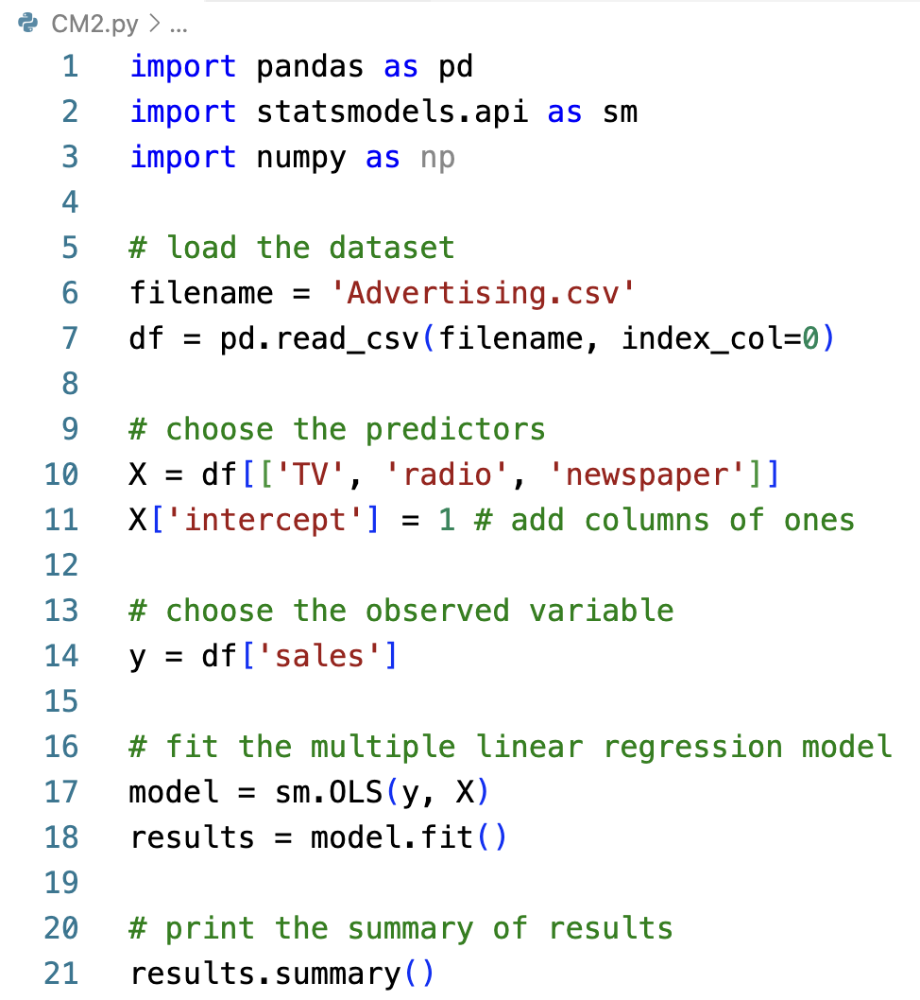 CM2.py > ...
1 import pandas as pd
2 import statsmodels.api as sm
3 import numpy as np
4
5 # load the dataset
6 filename = 'Advertising.csv'
7 df = pd.read_csv(filename, index_col=0)
8
9 # choose the predictors
10 X = df[['TV', 'radio', 'newspaper']]
11 X['intercept'] = 1 # add columns of ones
12
13 # choose the observed variable
14 y = df['sales']
15
16 # fit the multiple linear regression model
17 model = sm.OLS(y, X)
18 results = model.fit()
19
20 # print the summary of results
21 results.summary()